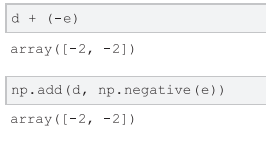 d + (-e)
array([-2, -2])
np.add(d, np.negative(e))
array([-2, -2])